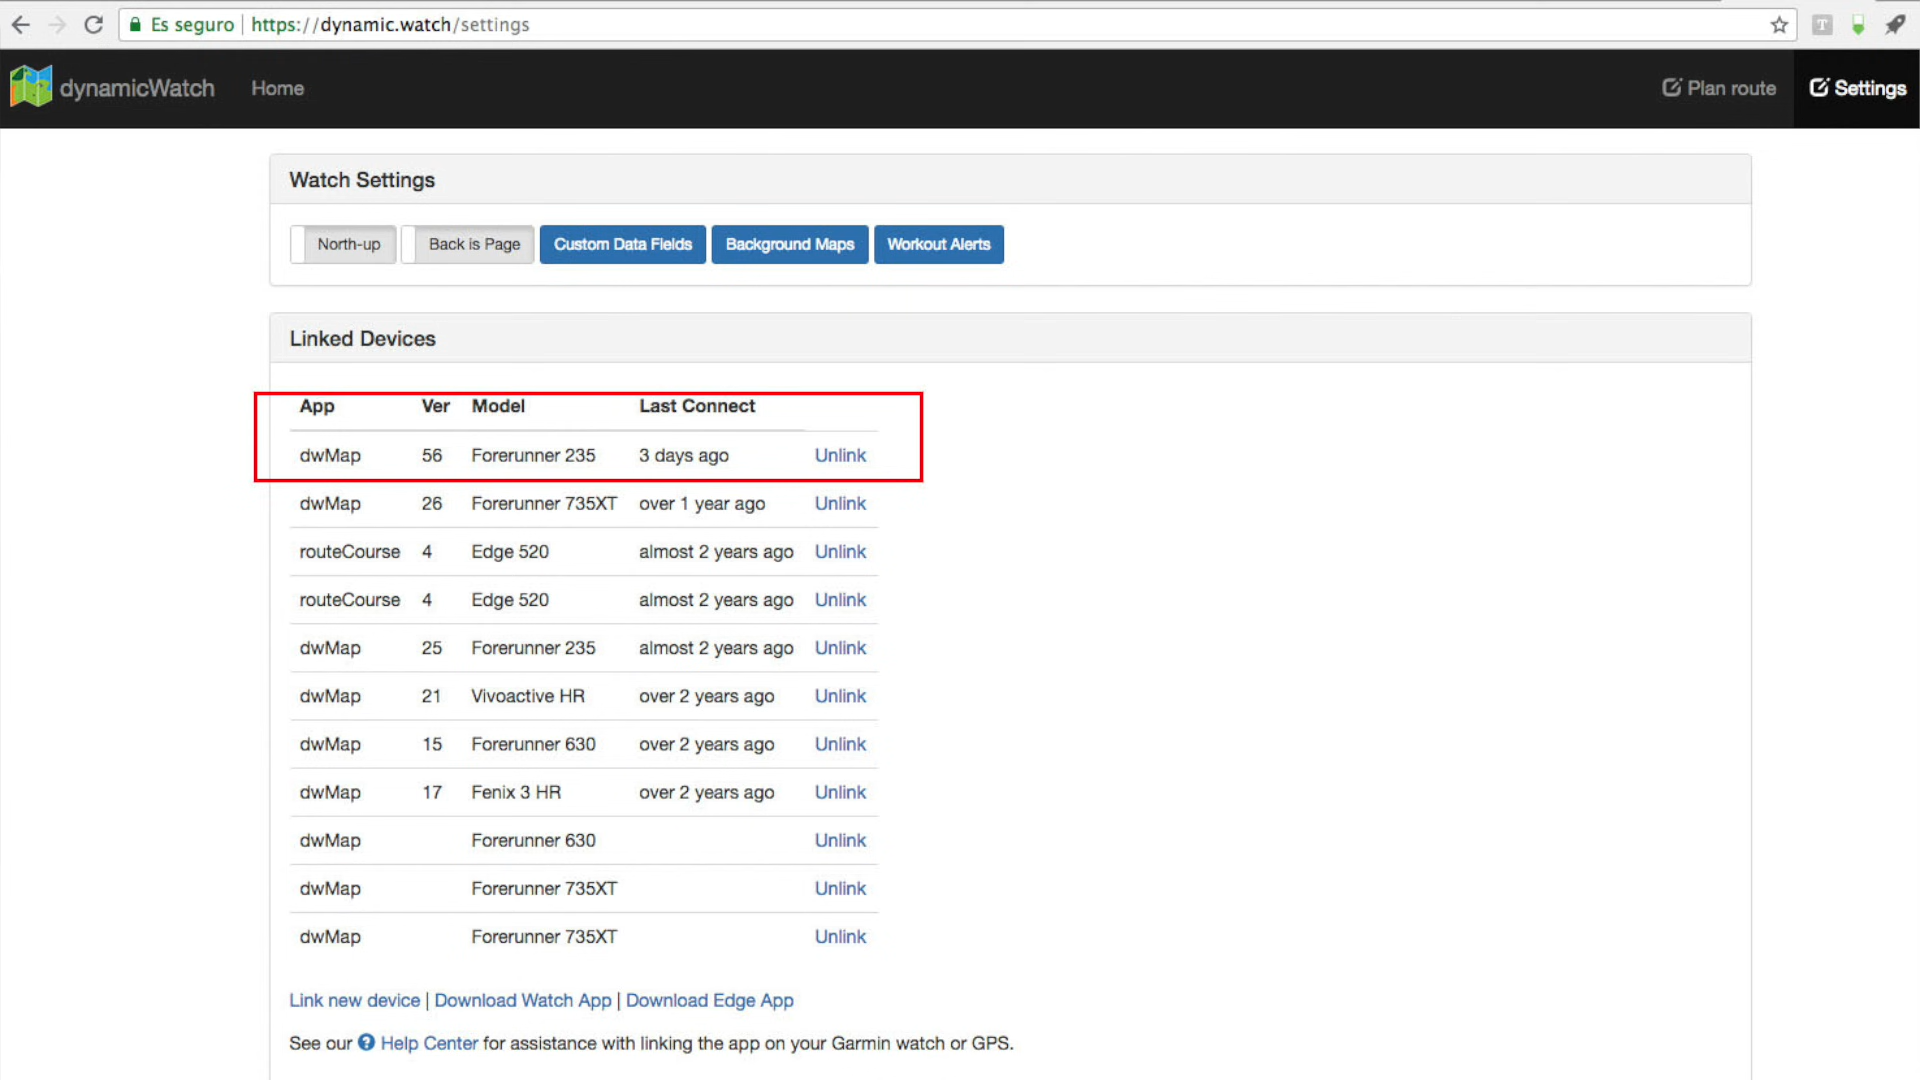 Es seguro | https://dynamic.watch/settings
dynamicWatch Home Plan route Settings
Watch Settings
North-up Back is Page Custom Data Fields Background Maps Workout Alerts
Linked Devices
App Ver Model Last Connect
dwMap 56 Forerunner 235 3 days ago Unlink
dwMap 26 Forerunner 735XT over 1 year ago Unlink
routeCourse 4 Edge 520 almost 2 years ago Unlink
routeCourse 4 Edge 520 almost 2 years ago Unlink
dwMap 25 Forerunner 235 almost 2 years ago Unlink
dwMap 21 Vivoactive HR over 2 years ago Unlink
dwMap 15 Forerunner 630 over 2 years ago Unlink
dwMap 17 Fenix 3 HR over 2 years ago Unlink
dwMap Forerunner 630 Unlink
dwMap Forerunner 735XT Unlink
dwMap Forerunner 735XT Unlink
Link new device | Download Watch App | Download Edge App
See our ? Help Center for assistance with linking the app on your Garmin watch or GPS.